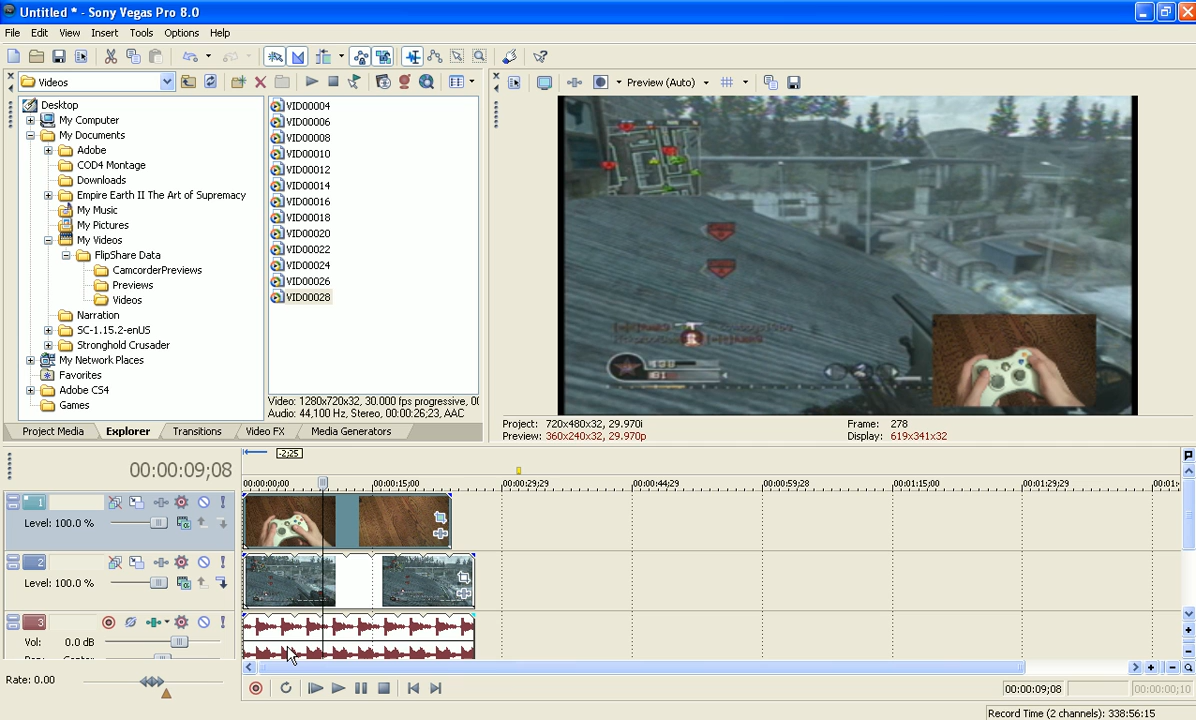 Untitled * - Sony Vegas Pro 8.0
File Edit View Insert Tools Options Help
Videos
Preview (Auto)
Desktop
My Computer
My Documents
Adobe
COD4 Montage
Downloads
Empire Earth II The Art of Supremacy
My Music
My Pictures
My Videos
FlipShare Data
CamcorderPreviews
Previews
Videos
Narration
SC-1.15.2-enUS
Stronghold Crusader
My Network Places
Favorites
Adobe CS4
Games
VID00004
VID00006
VID00008
VID00010
VID00012
VID00014
VID00016
VID00018
VID00020
VID00022
VID00024
VID00026
VID00028
Video: 1280x720x32, 30.000 fps progressive, 00
Audio: 44,100 Hz, Stereo, 00:00:26;23, AAC
Project Media Explorer Transitions Video FX Media Generators
Project: 720x480x32, 29.970i
Preview: 360x240x32, 29.970p
Frame: 278
Display: 619x341x32
-2;25
00:00:09;08
00:00:00;00 00:00:15;00 00:00:29;29 00:00:44;29 00:00:59;28 00:01:15;00 00:01:29;29 00:01:
1
Level: 100.0 %
2
Level: 100.0 %
3
Vol: 0.0 dB
Rate: 0.00
00:00:09;08
00:00:00;10
Record Time (2 channels): 338:56:15